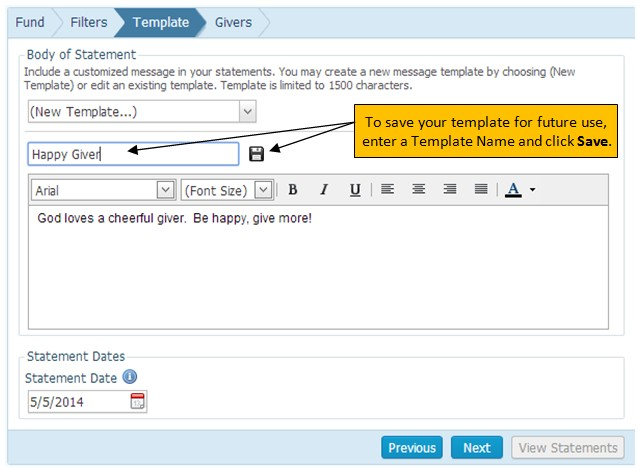 Fund Filters Template Givers
Body of Statement
Include a customized message in your statements. You may create a new message template by choosing (New
Template) or edit an existing template. Template is limited to 1500 characters.
(New Template...)
To save your template for future use,
enter a Template Name and click Save.
Happy Giver
Arial (Font Size) B I U A
God loves a cheerful giver.  Be happy, give more!
Statement Dates
Statement Date i
5/5/2014
Previous Next View Statements